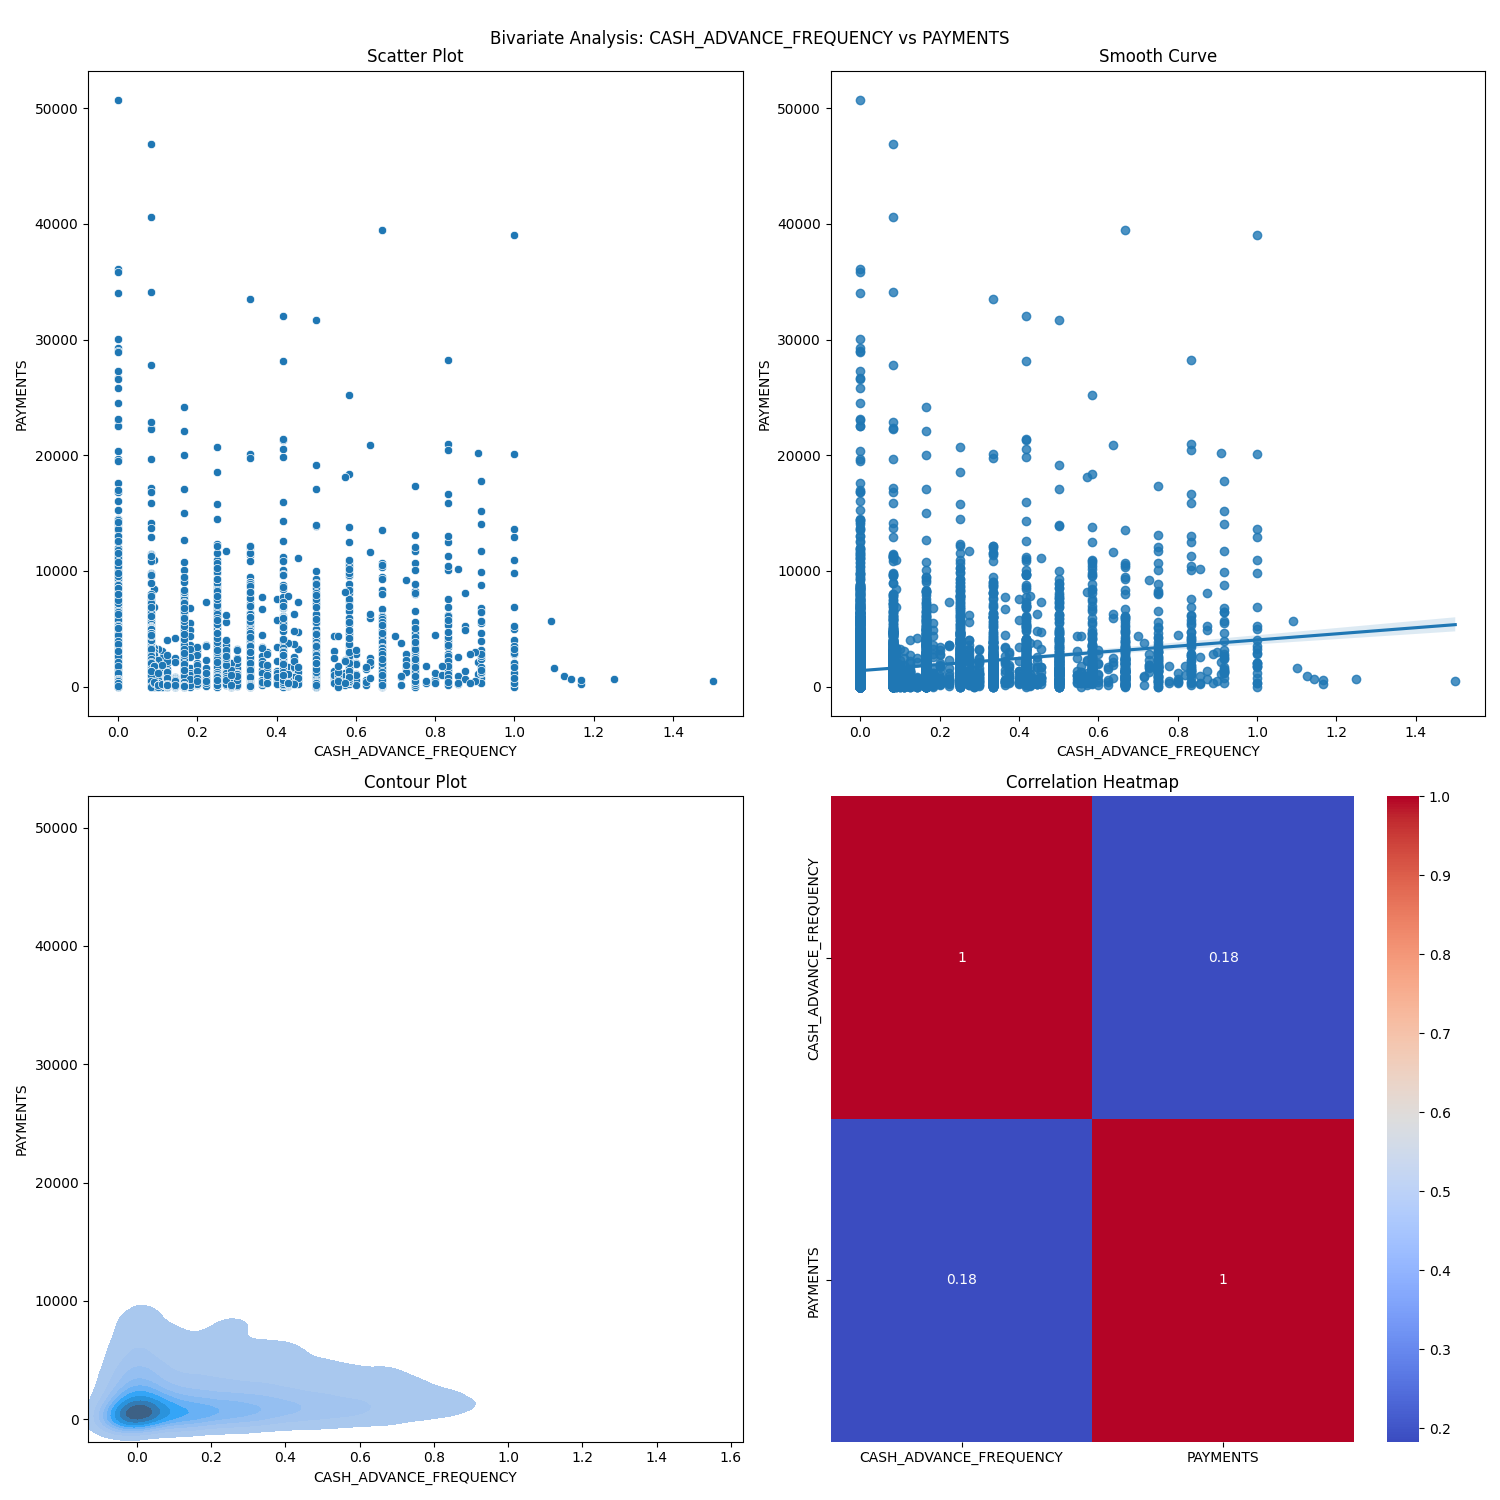 Bivariate Analysis: CASH_ADVANCE_FREQUENCY vs PAYMENTS
Scatter Plot
PAYMENTS
50000
40000
30000
20000
10000
0
0.0 0.2 0.4 0.6 0.8 1.0 1.2 1.4
CASH_ADVANCE_FREQUENCY
Smooth Curve
PAYMENTS
50000
40000
30000
20000
10000
0
0.0 0.2 0.4 0.6 0.8 1.0 1.2 1.4
CASH_ADVANCE_FREQUENCY
Contour Plot
PAYMENTS
50000
40000
30000
20000
10000
0
0.0 0.2 0.4 0.6 0.8 1.0 1.2 1.4 1.6
CASH_ADVANCE_FREQUENCY
Correlation Heatmap
CASH_ADVANCE_FREQUENCY
PAYMENTS
1 0.18
0.18 1
CASH_ADVANCE_FREQUENCY PAYMENTS
1.0
0.9
0.8
0.7
0.6
0.5
0.4
0.3
0.2